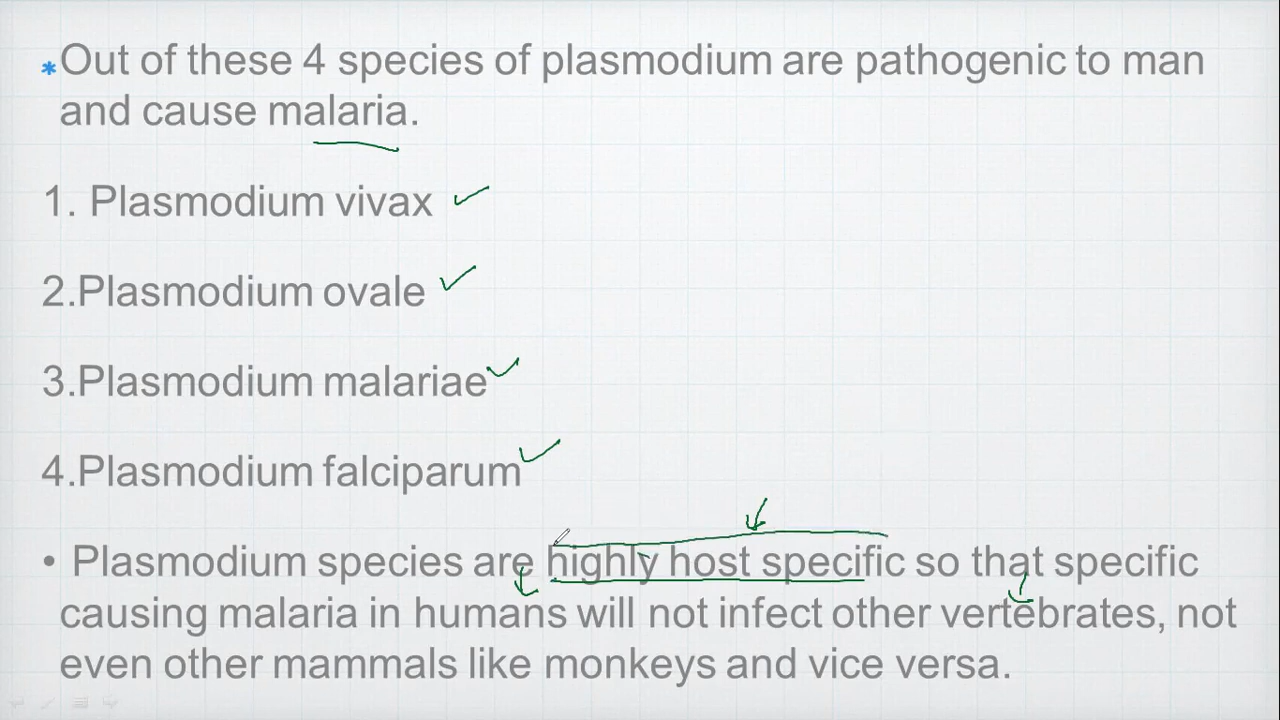 *Out of these 4 species of plasmodium are pathogenic to man
and cause malaria.
1. Plasmodium vivax
2.Plasmodium ovale
3.Plasmodium malariae
4.Plasmodium falciparum
• Plasmodium species are highly host specific so that specific
causing malaria in humans will not infect other vertebrates, not
even other mammals like monkeys and vice versa.